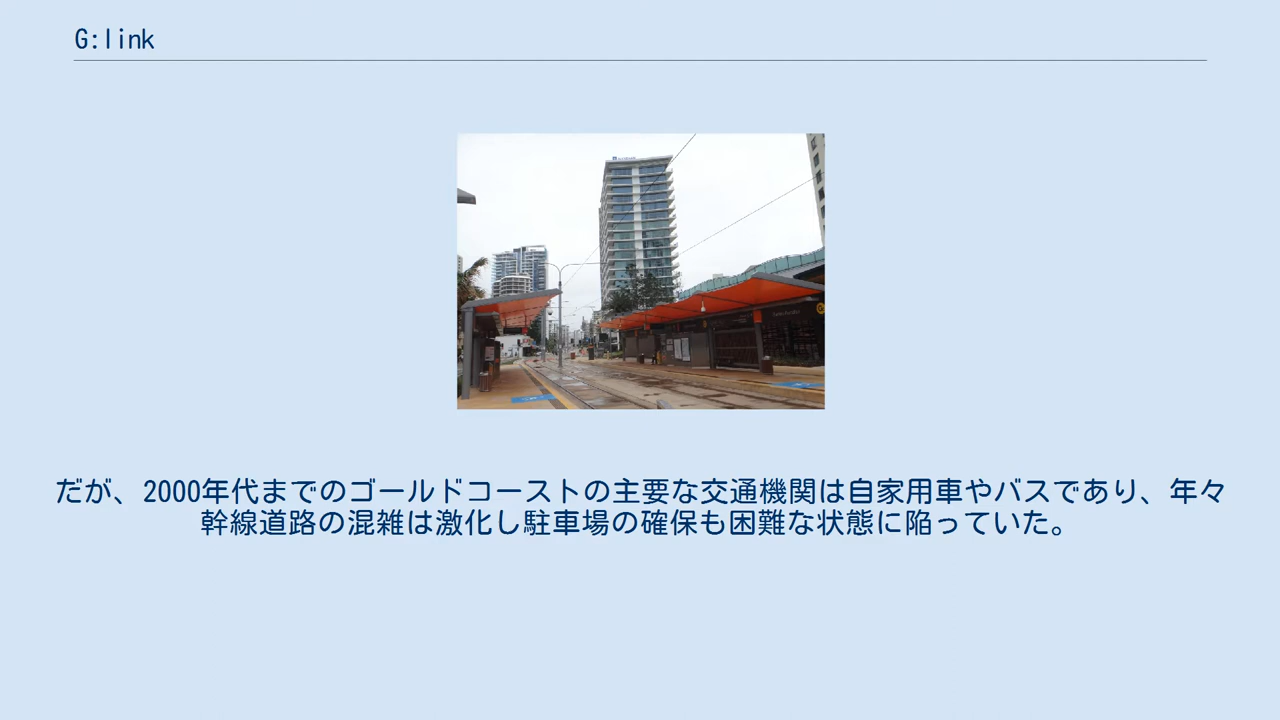 G:link
だが、2000年代までのゴールドコーストの主要な交通機関は自家用車やバスであり、年々
幹線道路の混雑は激化し駐車場の確保も困難な状態に陥っていた。